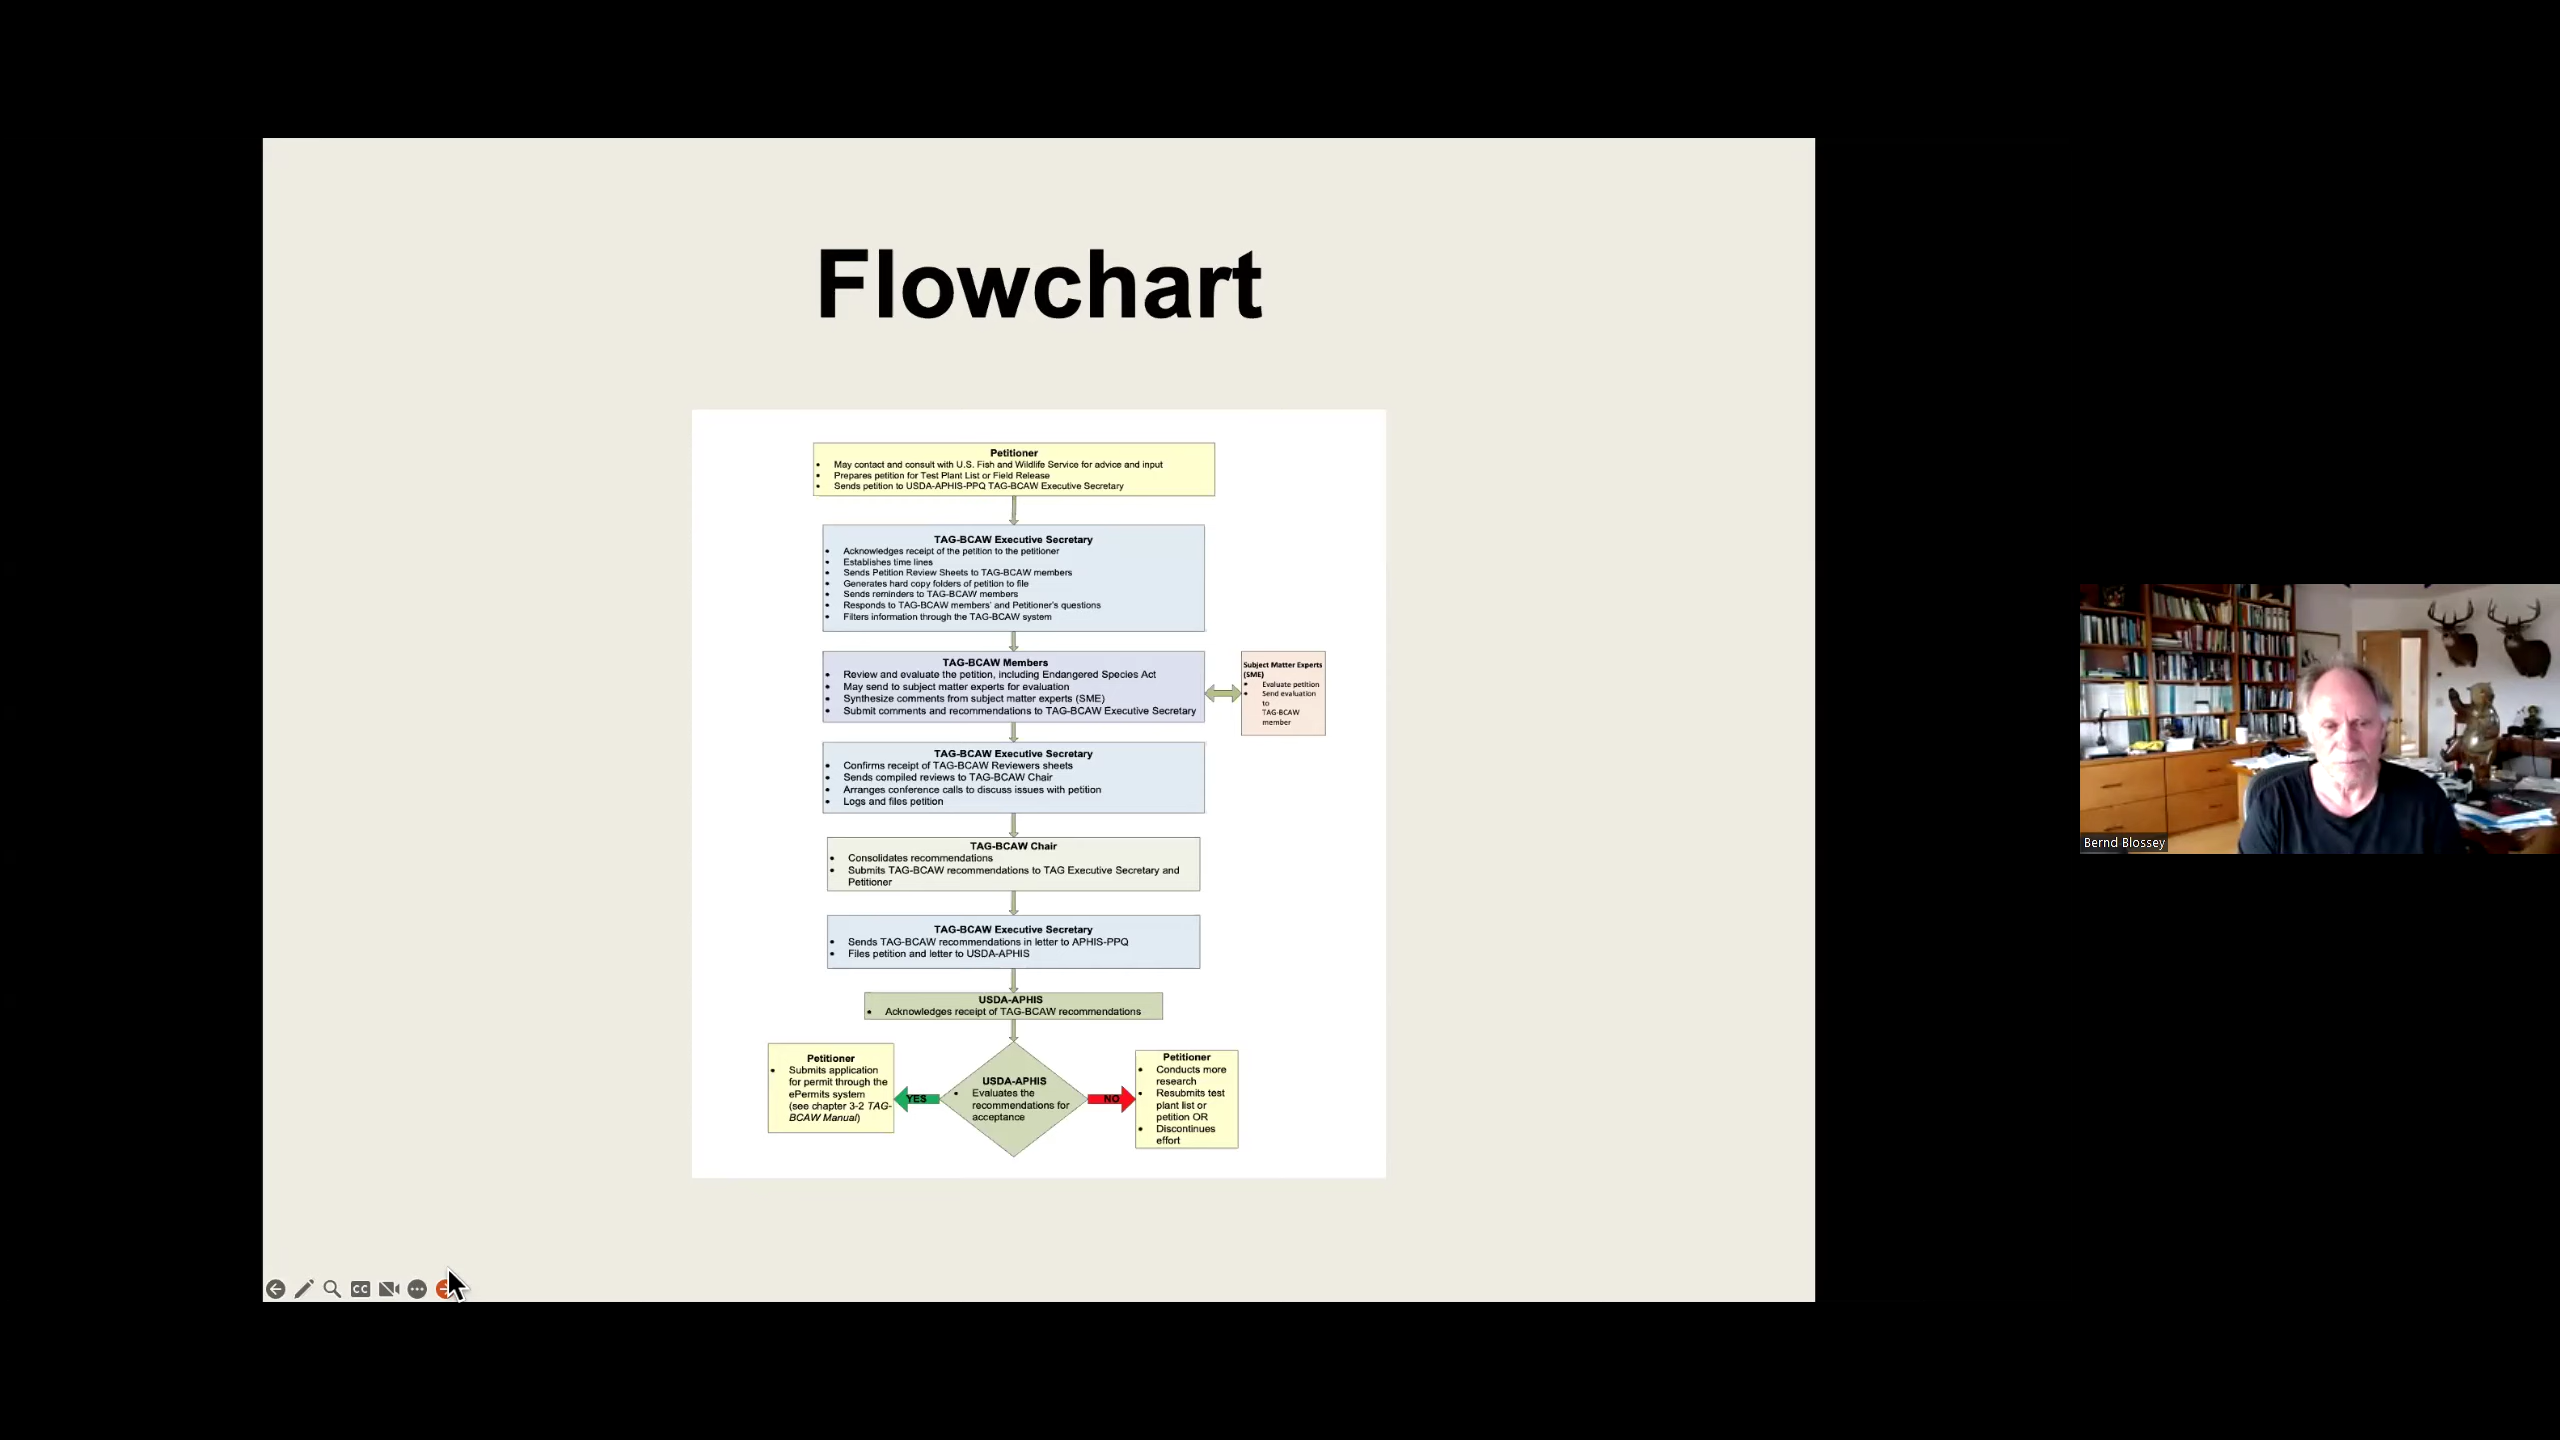 Flowchart
Petitioner
• May contact and consult with U.S. Fish and Wildlife Service for advice and input
• Prepares petition for Test Plant List or Field Release
• Sends petition to USDA-APHIS-PPQ TAG-BCAW Executive Secretary
TAG-BCAW Executive Secretary
• Acknowledges receipt of the petition to the petitioner
• Establishes time lines
• Sends Petition Review Sheets to TAG-BCAW members
• Generates hard copy folders of petition to file
• Sends reminders to TAG-BCAW members
• Responds to TAG-BCAW members' and Petitioner's questions
• Filters information through the TAG-BCAW system
TAG-BCAW Members
• Review and evaluate the petition, including Endangered Species Act
• May send to subject matter experts for evaluation
• Synthesize comments from subject matter experts (SME)
• Submit comments and recommendations to TAG-BCAW Executive Secretary
Subject Matter Experts
(SME)
• Evaluate petition
• Send evaluation
to
TAG-BCAW
member
TAG-BCAW Executive Secretary
• Confirms receipt of TAG-BCAW Reviewers sheets
• Sends compiled reviews to TAG-BCAW Chair
• Arranges conference calls to discuss issues with petition
• Logs and files petition
TAG-BCAW Chair
• Consolidates recommendations
• Submits TAG-BCAW recommendations to TAG Executive Secretary and
Petitioner
TAG-BCAW Executive Secretary
• Sends TAG-BCAW recommendations in letter to APHIS-PPQ
• Files petition and letter to USDA-APHIS
USDA-APHIS
• Acknowledges receipt of TAG-BCAW recommendations
Petitioner
• Submits application
for permit through the
ePermits system
(see chapter 3-2 TAG-
BCAW Manual)
YES
USDA-APHIS
• Evaluates the
recommendations for
acceptance
NO
Petitioner
• Conducts more
research
• Resubmits test
plant list or
petition OR
• Discontinues
effort
CC
Bernd Blossey